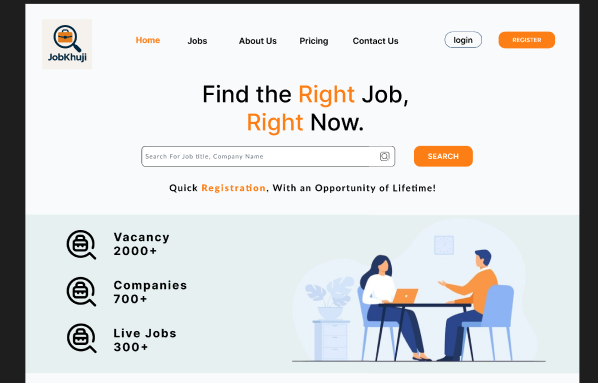 JobKhuji
Home Jobs About Us Pricing Contact Us login REGISTER
Find the Right Job,
Right Now.
Search For Job title, Company Name SEARCH
Quick Registration, With an Opportunity of Lifetime!
Vacancy
2000+
Companies
700+
Live Jobs
300+